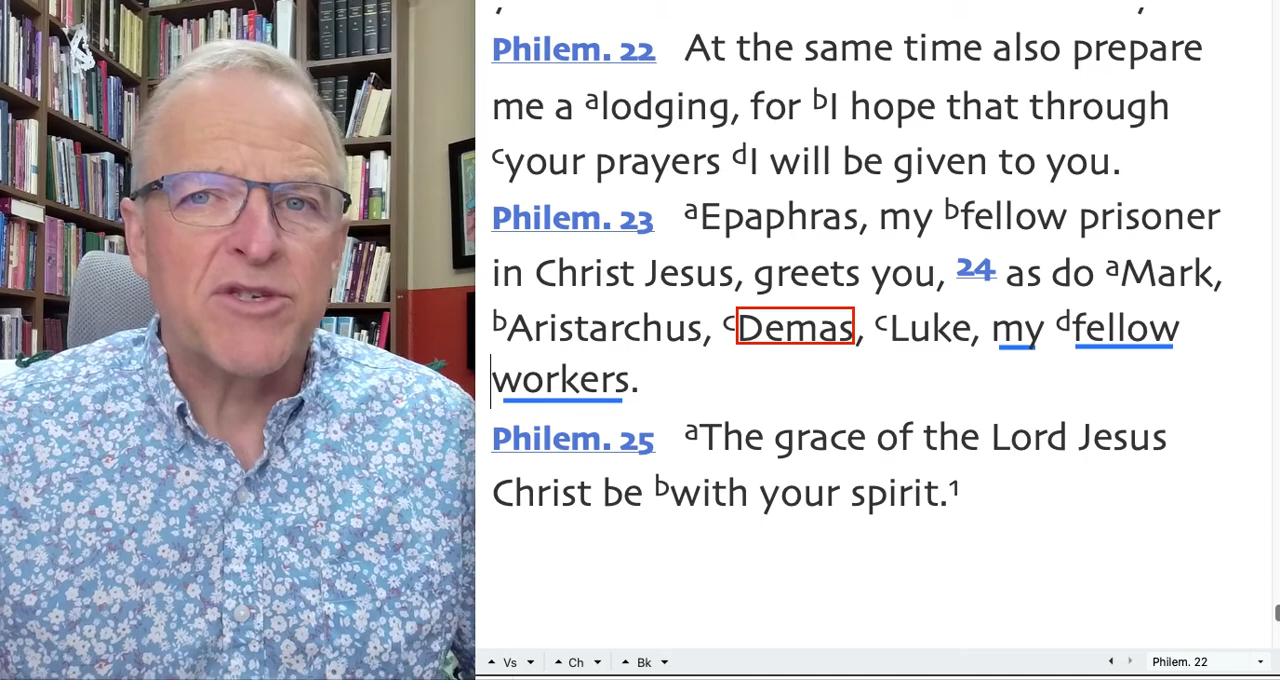 Philem. 22 At the same time also prepare
me a ᵃlodging, for ᵇI hope that through
ᶜyour prayers ᵈI will be given to you.
Philem. 23 ᵃEpaphras, my ᵇfellow prisoner
in Christ Jesus, greets you, 24 as do ᵃMark,
ᵇAristarchus, ᶜDemas, ᶜLuke, my ᵈfellow
workers.
Philem. 25 ᵃThe grace of the Lord Jesus
Christ be ᵇwith your spirit.¹
Vs Ch Bk Philem. 22